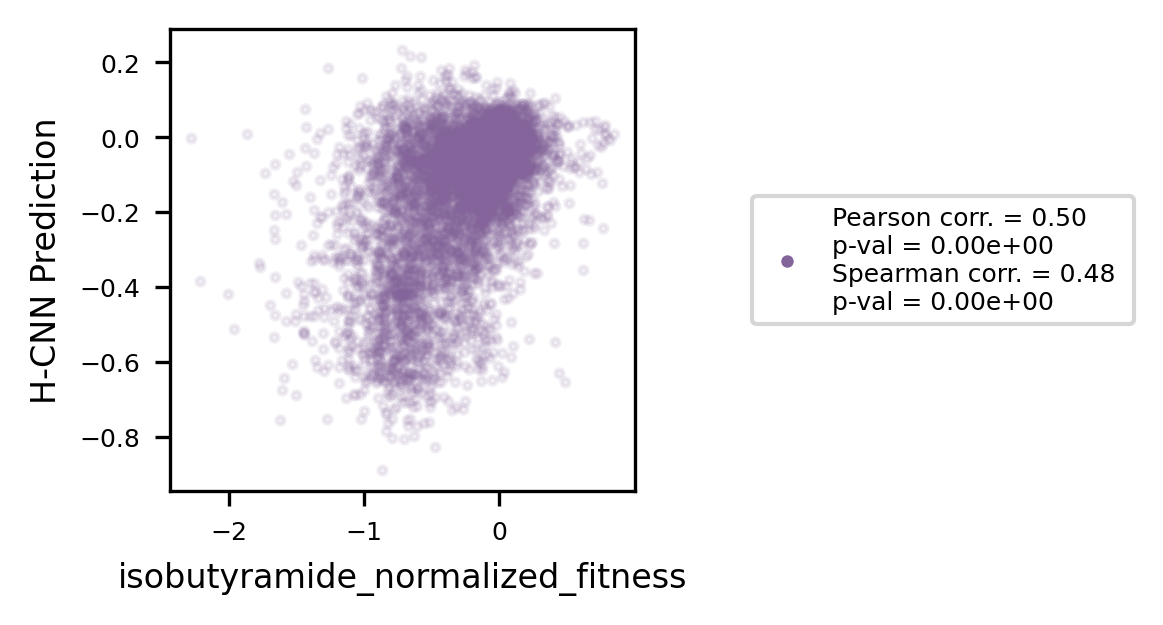 H-CNN Prediction
0.2
0.0
−0.2
−0.4
−0.6
−0.8
−2
−1
0
isobutyramide_normalized_fitness
Pearson corr. = 0.50
p-val = 0.00e+00
Spearman corr. = 0.48
p-val = 0.00e+00